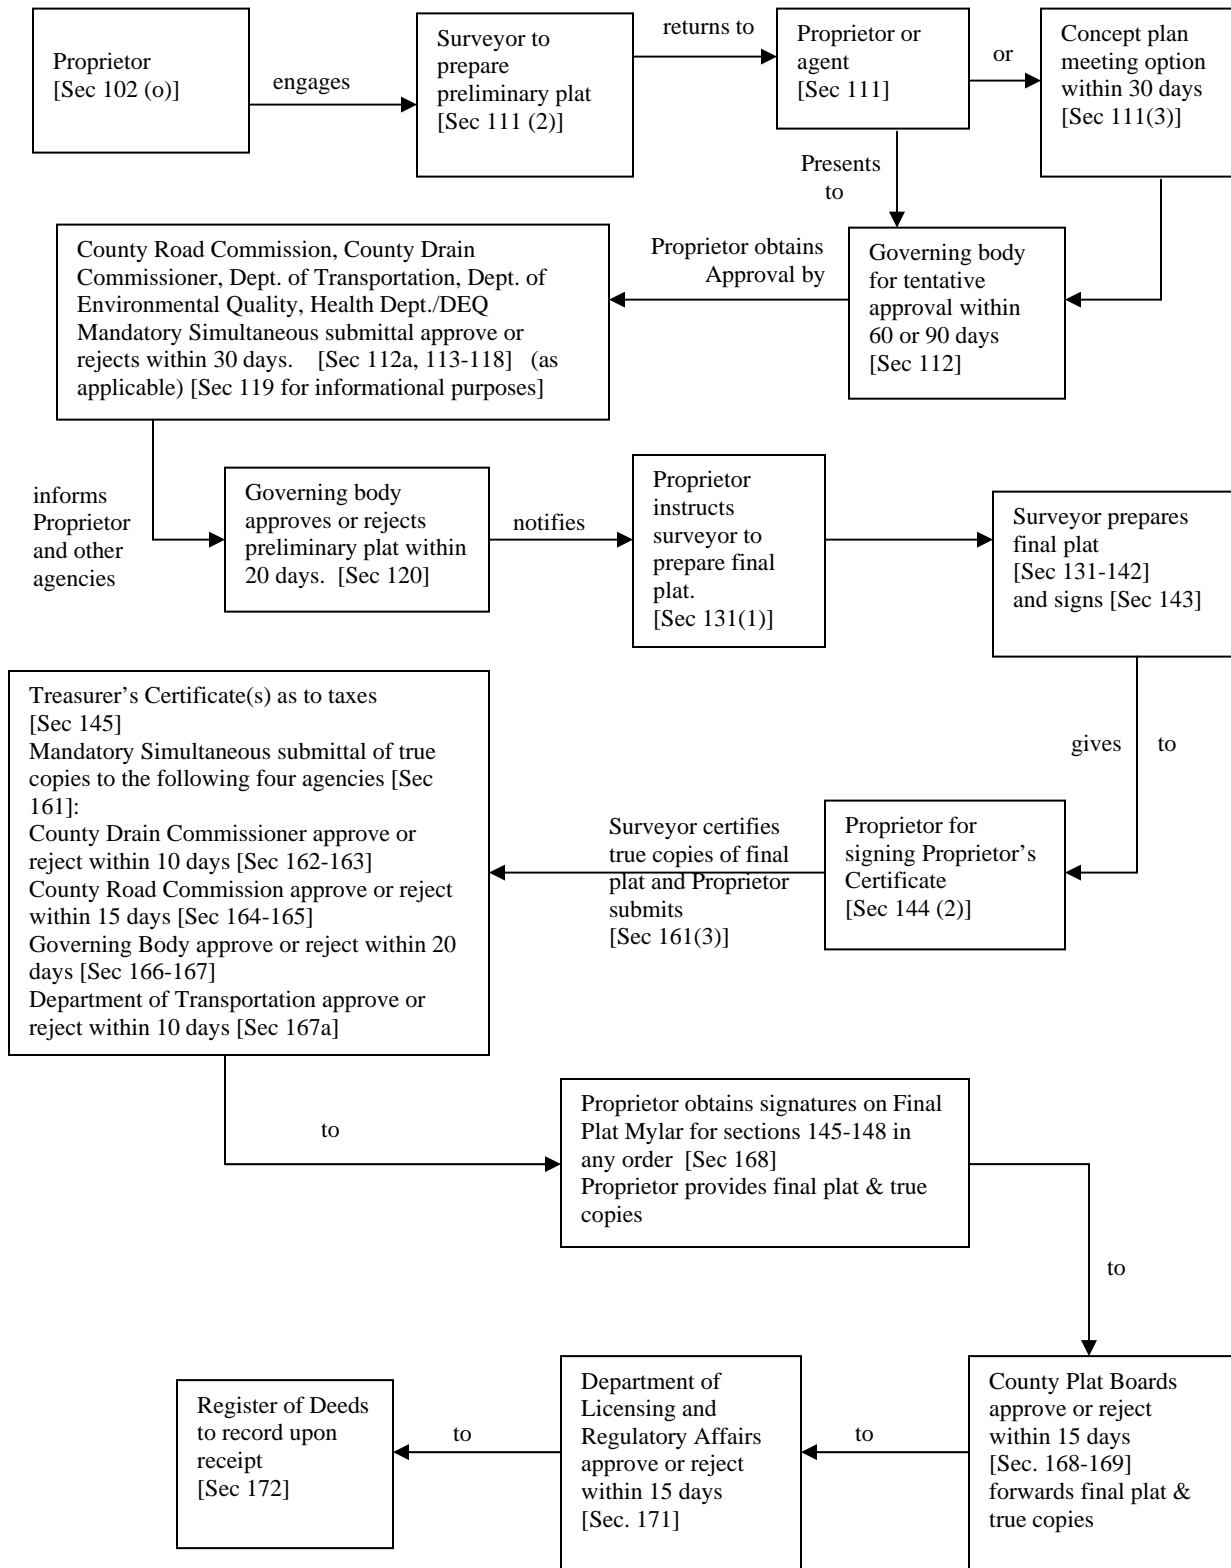 Proprietor
[Sec 102 (o)]
engages
Surveyor to
prepare
preliminary plat
[Sec 111 (2)]
returns to
Proprietor or
agent
[Sec 111]
or
Concept plan
meeting option
within 30 days
[Sec 111(3)]
Presents
to
Governing body
for tentative
approval within
60 or 90 days
[Sec 112]
Proprietor obtains
Approval by
County Road Commission, County Drain
Commissioner, Dept. of Transportation, Dept. of
Environmental Quality, Health Dept./DEQ
Mandatory Simultaneous submittal approve or
rejects within 30 days.    [Sec 112a, 113-118]   (as
applicable) [Sec 119 for informational purposes]
informs
Proprietor
and other
agencies
Governing body
approves or rejects
preliminary plat within
20 days.  [Sec 120]
notifies
Proprietor
instructs
surveyor to
prepare final
plat.
[Sec 131(1)]
Surveyor prepares
final plat
[Sec 131-142]
and signs [Sec 143]
gives
to
Proprietor for
signing Proprietor’s
Certificate
[Sec 144 (2)]
Surveyor certifies
true copies of final
plat and Proprietor
submits
[Sec 161(3)]
Treasurer’s Certificate(s) as to taxes
[Sec 145]
Mandatory Simultaneous submittal of true
copies to the following four agencies [Sec
161]:
County Drain Commissioner approve or
reject within 10 days [Sec 162-163]
County Road Commission approve or reject
within 15 days [Sec 164-165]
Governing Body approve or reject within 20
days [Sec 166-167]
Department of Transportation approve or
reject within 10 days [Sec 167a]
to
Proprietor obtains signatures on Final
Plat Mylar for sections 145-148 in
any order  [Sec 168]
Proprietor provides final plat & true
copies
to
County Plat Boards
approve or reject
within 15 days
[Sec. 168-169]
forwards final plat &
true copies
to
Department of
Licensing and
Regulatory Affairs
approve or reject
within 15 days
[Sec. 171]
to
Register of Deeds
to record upon
receipt
[Sec 172]